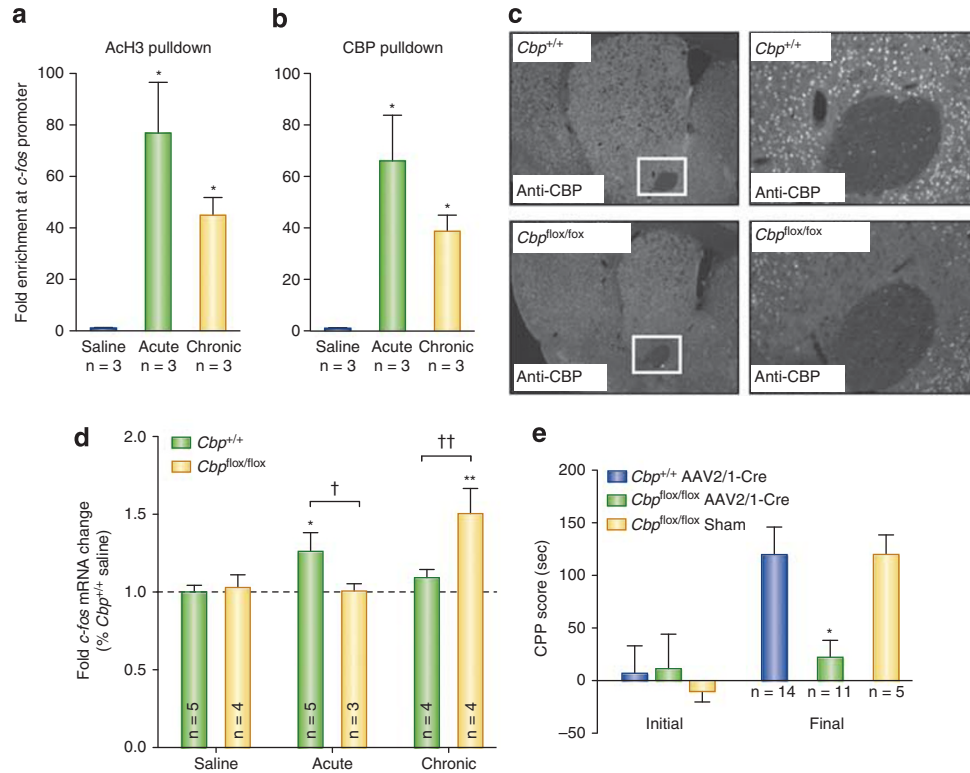 a
AcH3 pulldown
Fold enrichment at c-fos promoter
100
80
60
40
20
0
*
*
Saline Acute Chronic
n = 3 n = 3 n = 3
b
CBP pulldown
100
80
60
40
20
0
*
*
Saline Acute Chronic
n = 3 n = 3 n = 3
c
Cbp+/+
Anti-CBP
Cbp+/+
Anti-CBP
Cbpflox/fox
Anti-CBP
Cbpflox/fox
Anti-CBP
d
Fold c-fos mRNA change
(% Cbp+/+ saline)
2.0
1.5
1.0
0.5
0.0
Cbp+/+
Cbpflox/flox
††
†
*
**
n = 5
n = 4
n = 5
n = 3
n = 4
n = 4
Saline Acute Chronic
e
CPP score (sec)
200
150
100
50
0
−50
Cbp+/+ AAV2/1-Cre
Cbpflox/flox AAV2/1-Cre
Cbpflox/flox Sham
*
n = 14 n = 11 n = 5
Initial Final